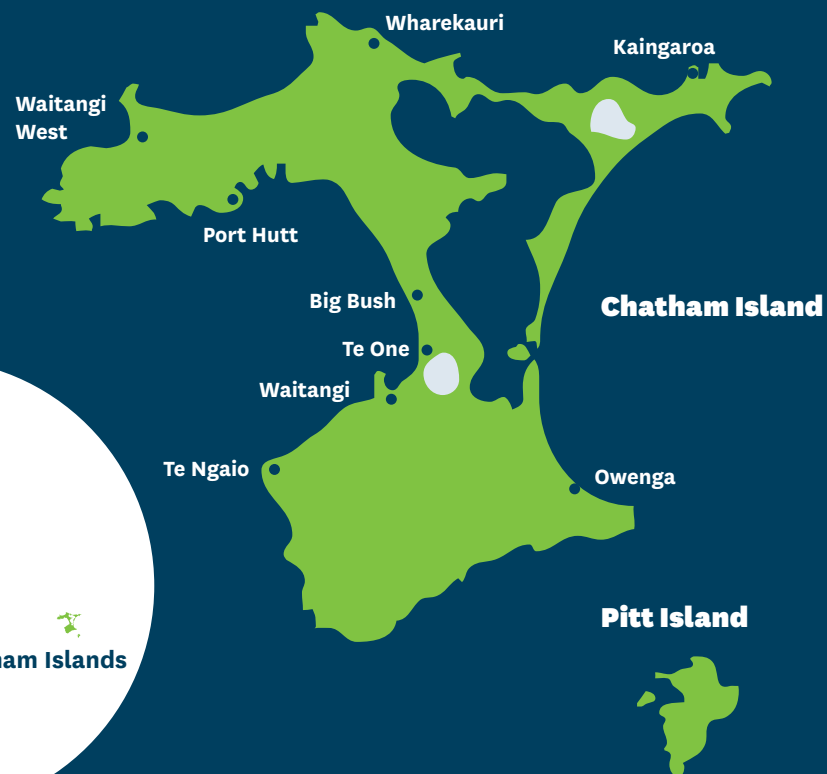 Wharekauri
Kaingaroa
Waitangi
West
Port Hutt
Big Bush
Chatham Island
Te One
Waitangi
Te Ngaio
Owenga
Pitt Island
am Islands